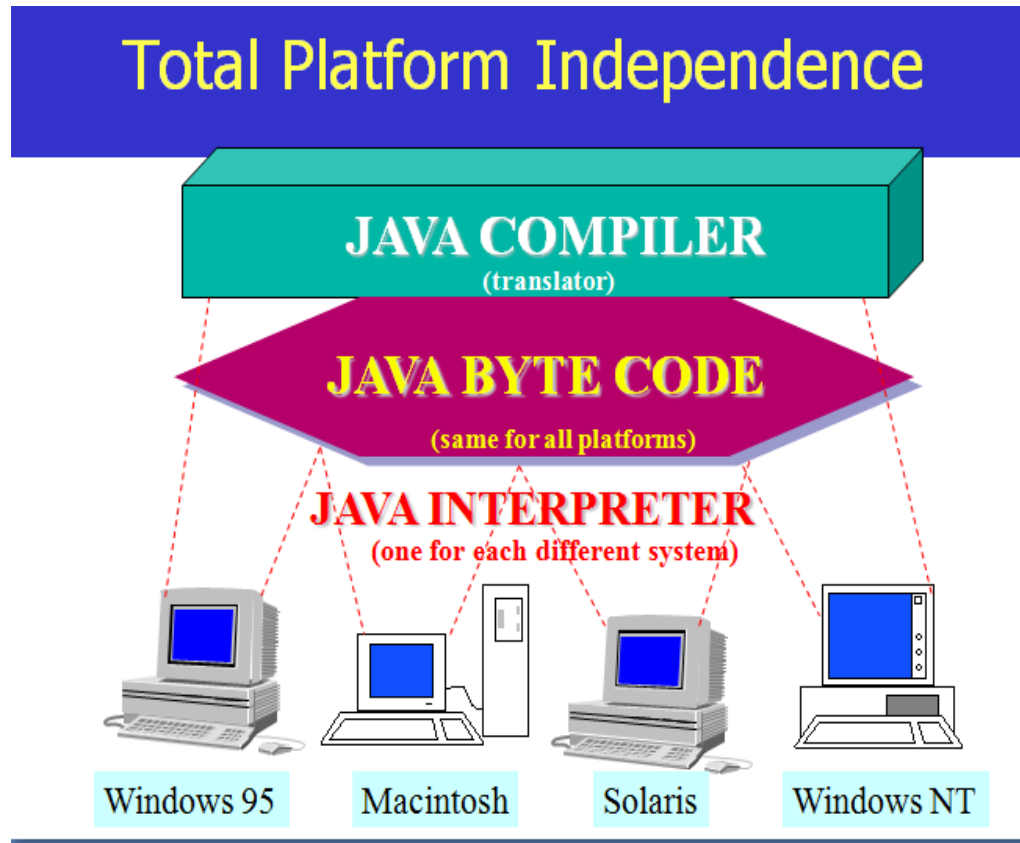 Total Platform Independence
JAVA COMPILER
(translator)
JAVA BYTE CODE
(same for all platforms)
JAVA INTERPRETER
(one for each different system)
Windows 95
Macintosh
Solaris
Windows NT